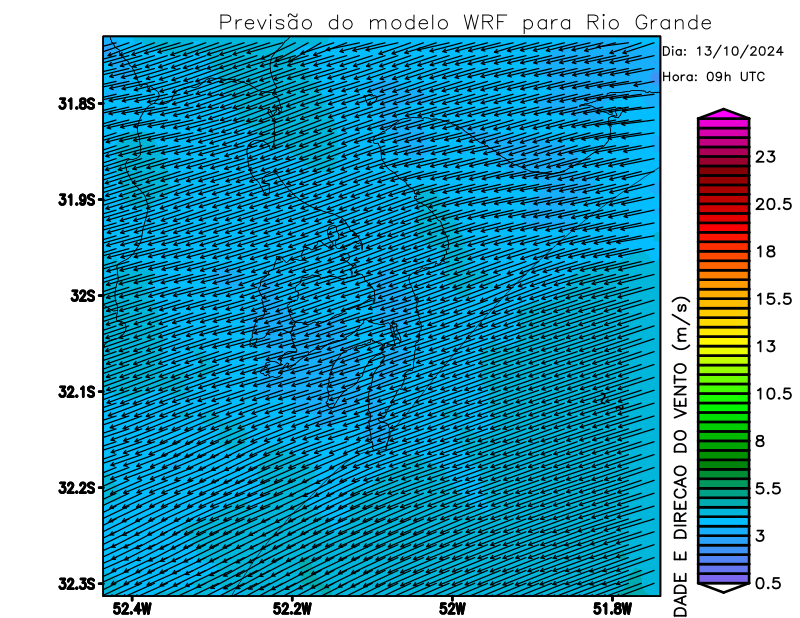 Previsão do modelo WRF para Rio Grande
Dia: 13/10/2024
Hora: 09h UTC
31.8S
31.9S
32S
32.1S
32.2S
32.3S
52.4W
52.2W
52W
51.8W
23
20.5
18
15.5
13
10.5
8
5.5
3
0.5
DADE E DIRECAO DO VENTO (m/s)